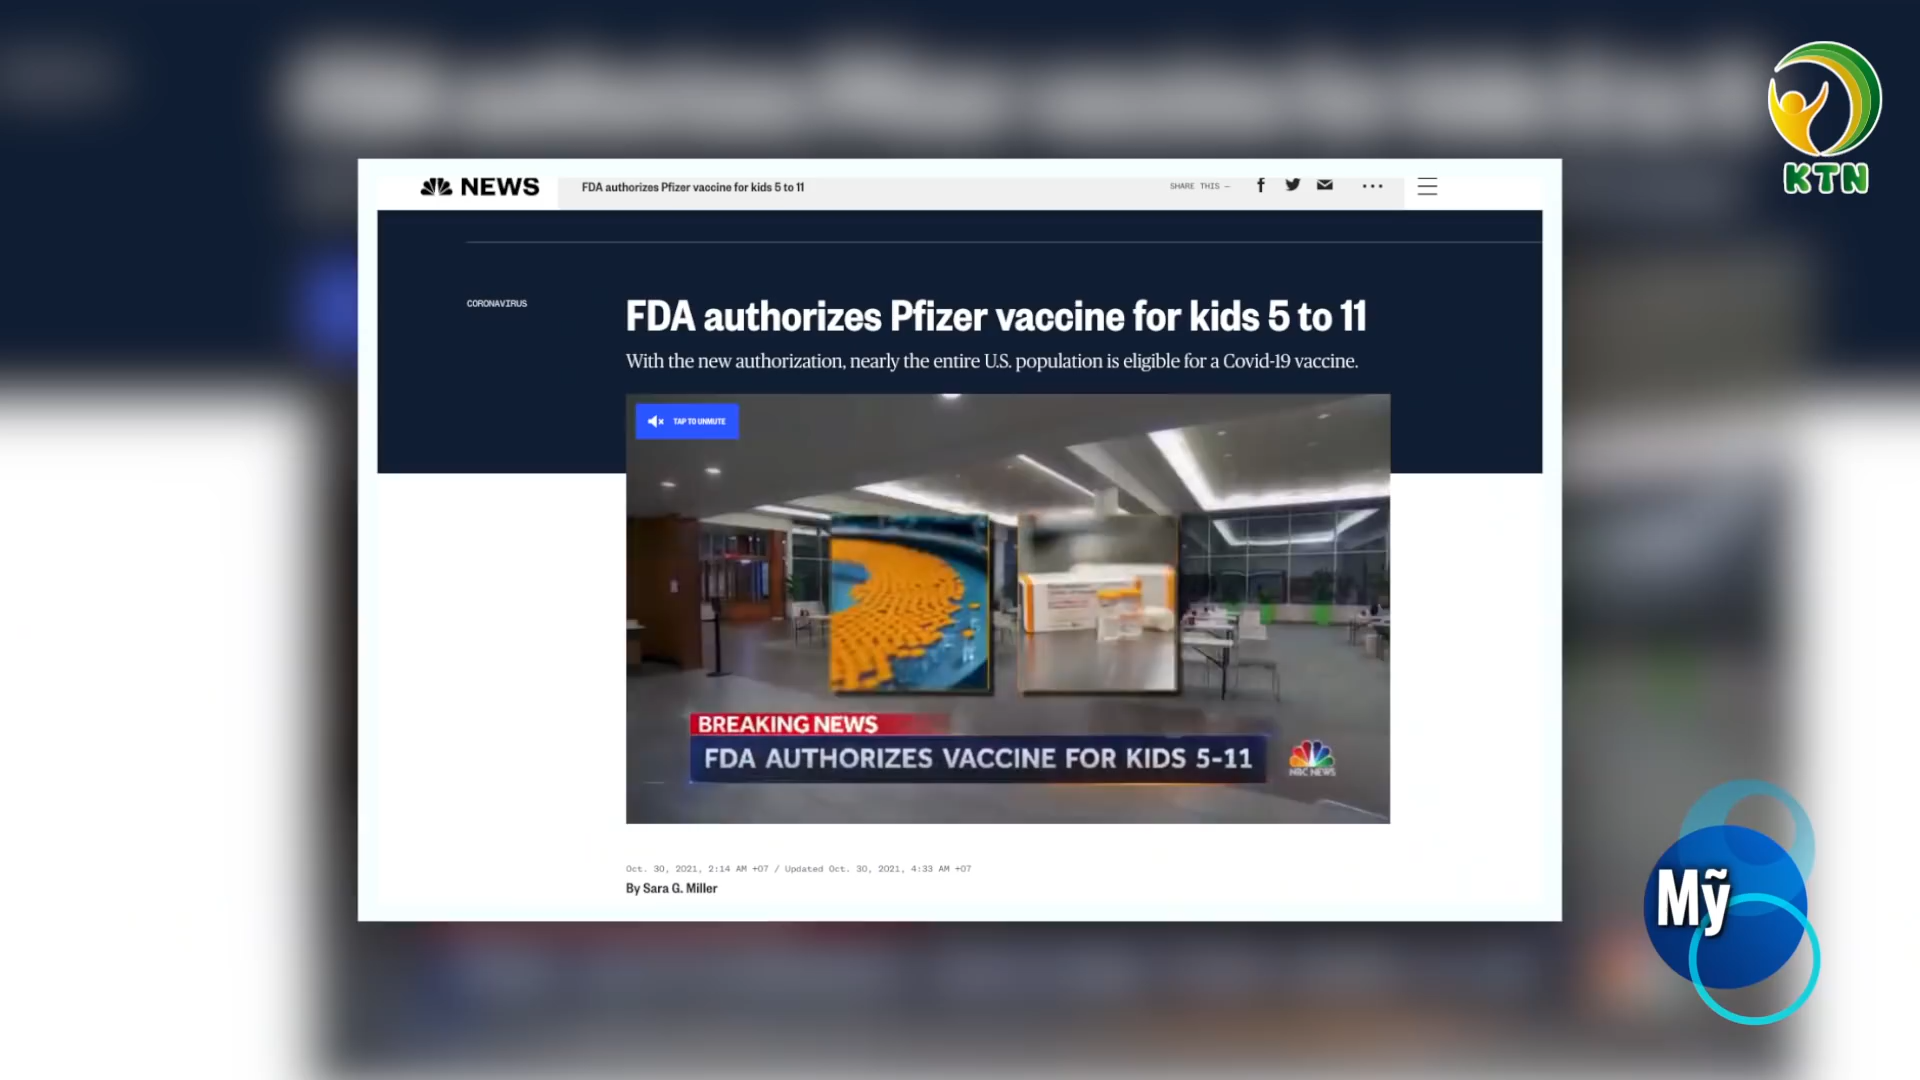 KTN
NEWS
FDA authorizes Pfizer vaccine for kids 5 to 11
SHARE THIS —
CORONAVIRUS
FDA authorizes Pfizer vaccine for kids 5 to 11
With the new authorization, nearly the entire U.S. population is eligible for a Covid-19 vaccine.
TAP TO UNMUTE
BREAKING NEWS
FDA AUTHORIZES VACCINE FOR KIDS 5-11
NBC NEWS
Oct. 30, 2021, 2:14 AM +07 / Updated Oct. 30, 2021, 4:33 AM +07
By Sara G. Miller
Mỹ